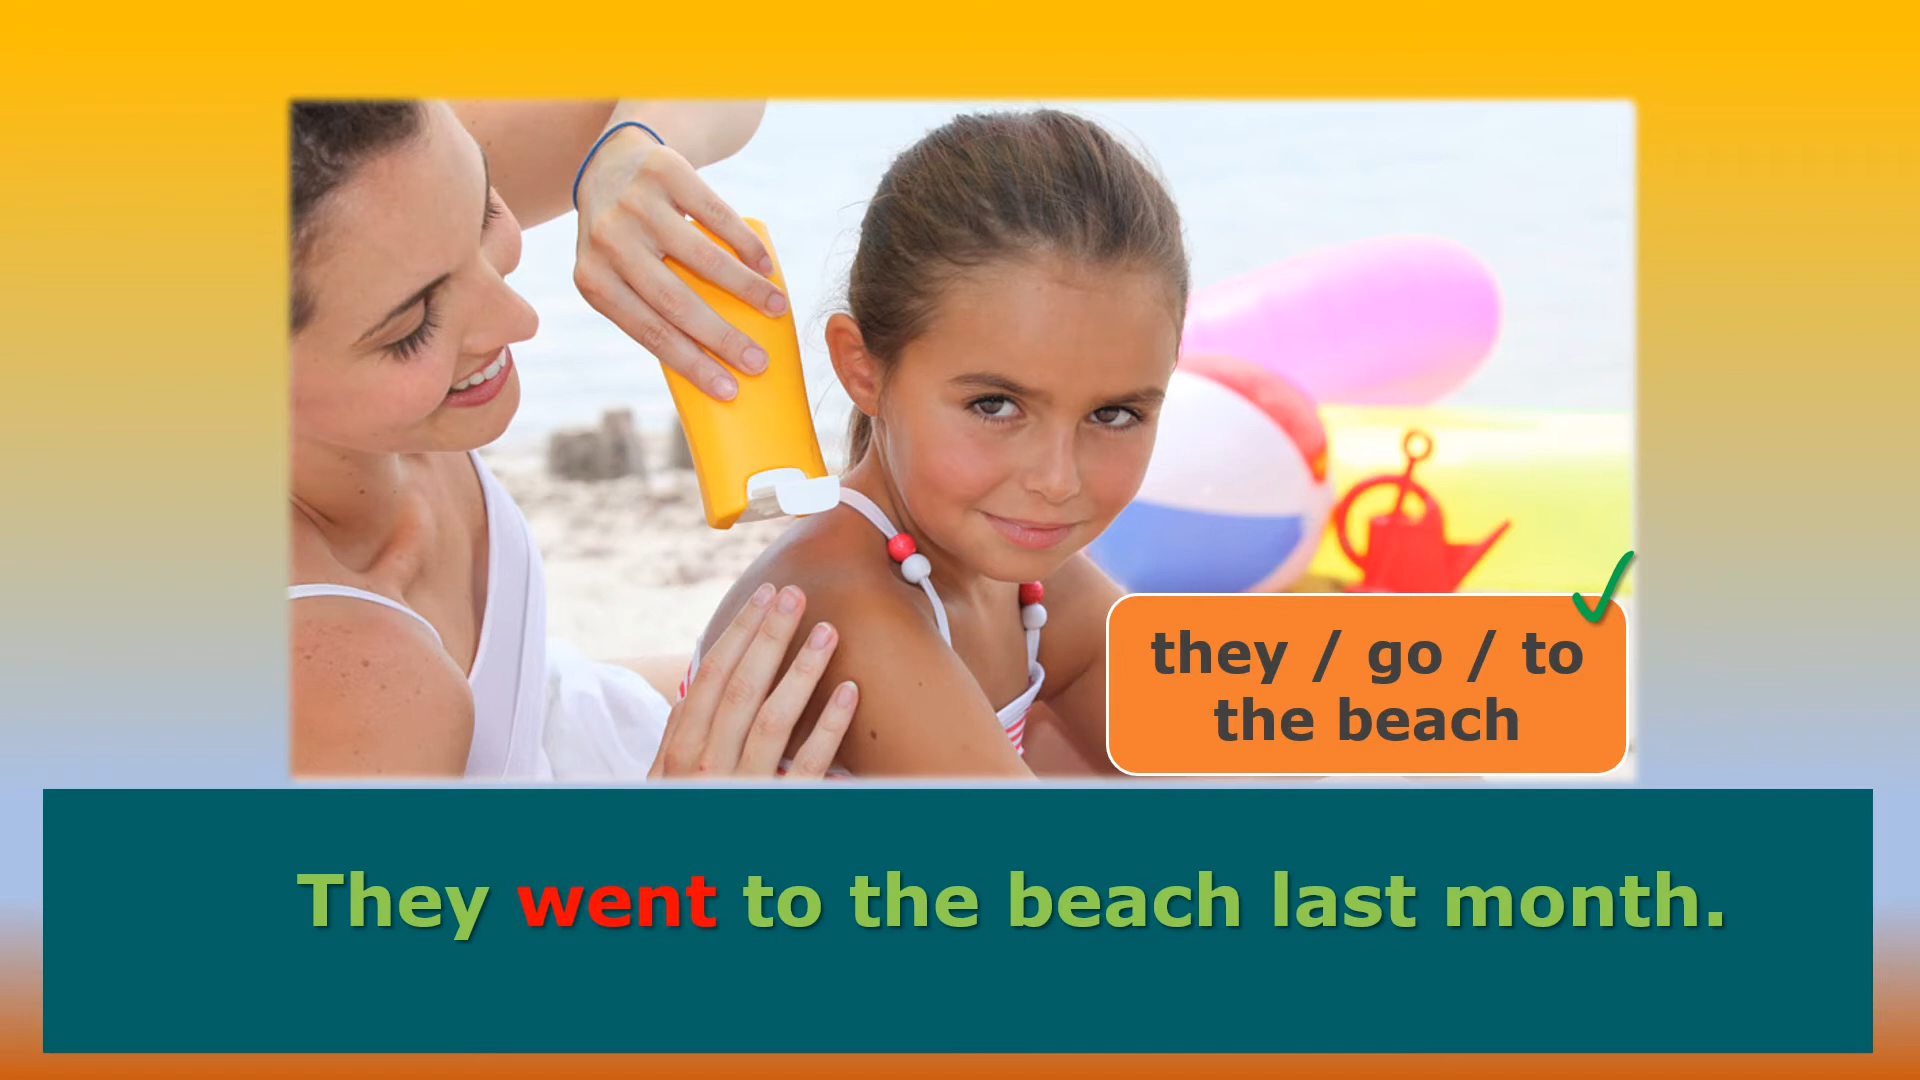 they / go / to
the beach
They went to the beach last month.